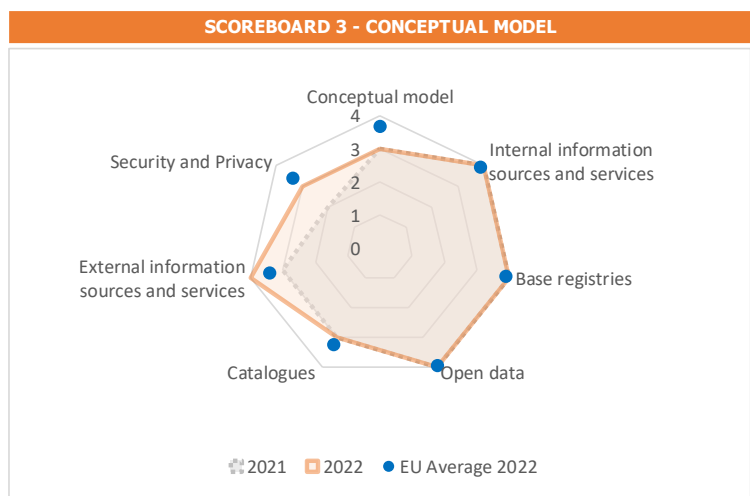 SCOREBOARD 3 - CONCEPTUAL MODEL
Conceptual model
4
3
2
1
0
Internal information
sources and services
Base registries
Open data
Catalogues
External information
sources and services
Security and Privacy
2021
2022
EU Average 2022